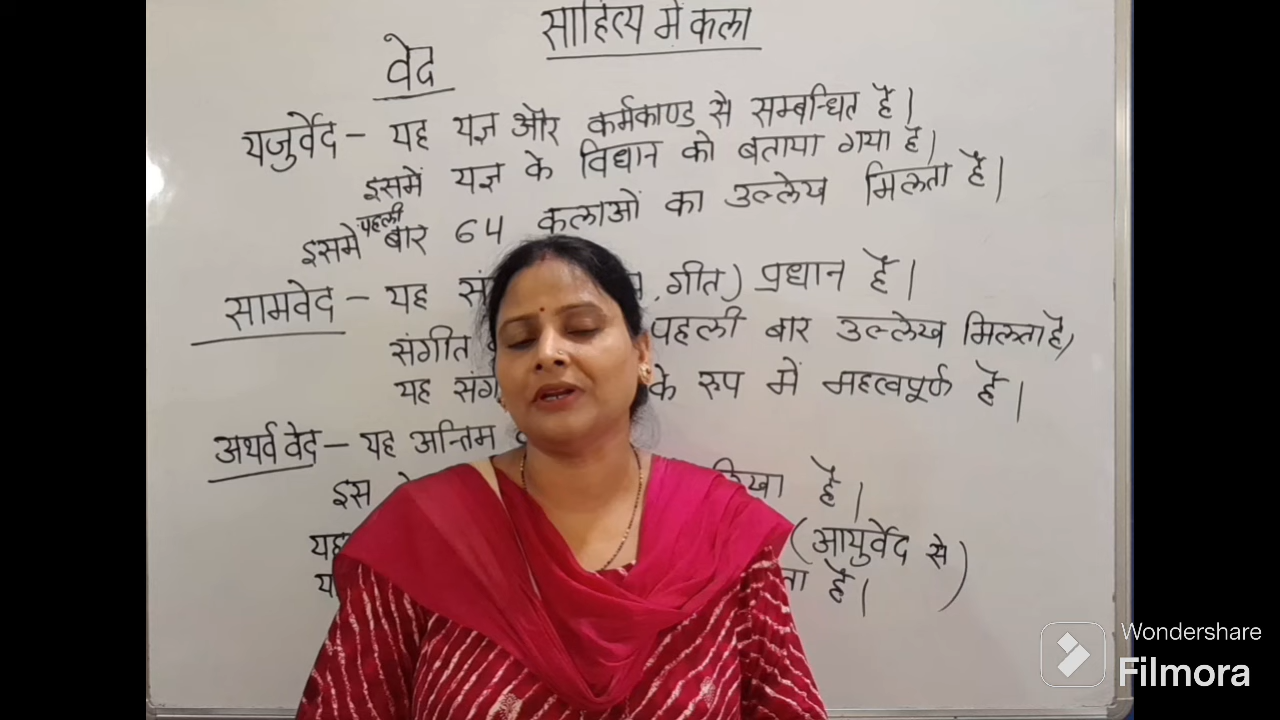 साहित्य में कला
वेद
यजुर्वेद - यह यज्ञ और कर्मकाण्ड से सम्बन्धित है।
इसमें यज्ञ के विधान को बताया गया है।
इसमें पहली बार 64 कलाओं का उल्लेख मिलता है।
सामवेद - यह गीत) प्रधान है।
संगीत पहली बार उल्लेख मिलता है,
यह के रुप में महत्वपूर्ण है।
अथर्व वेद - यह अन्तिम
इस है।
(आयुर्वेद से)
है।
Wondershare
Filmora